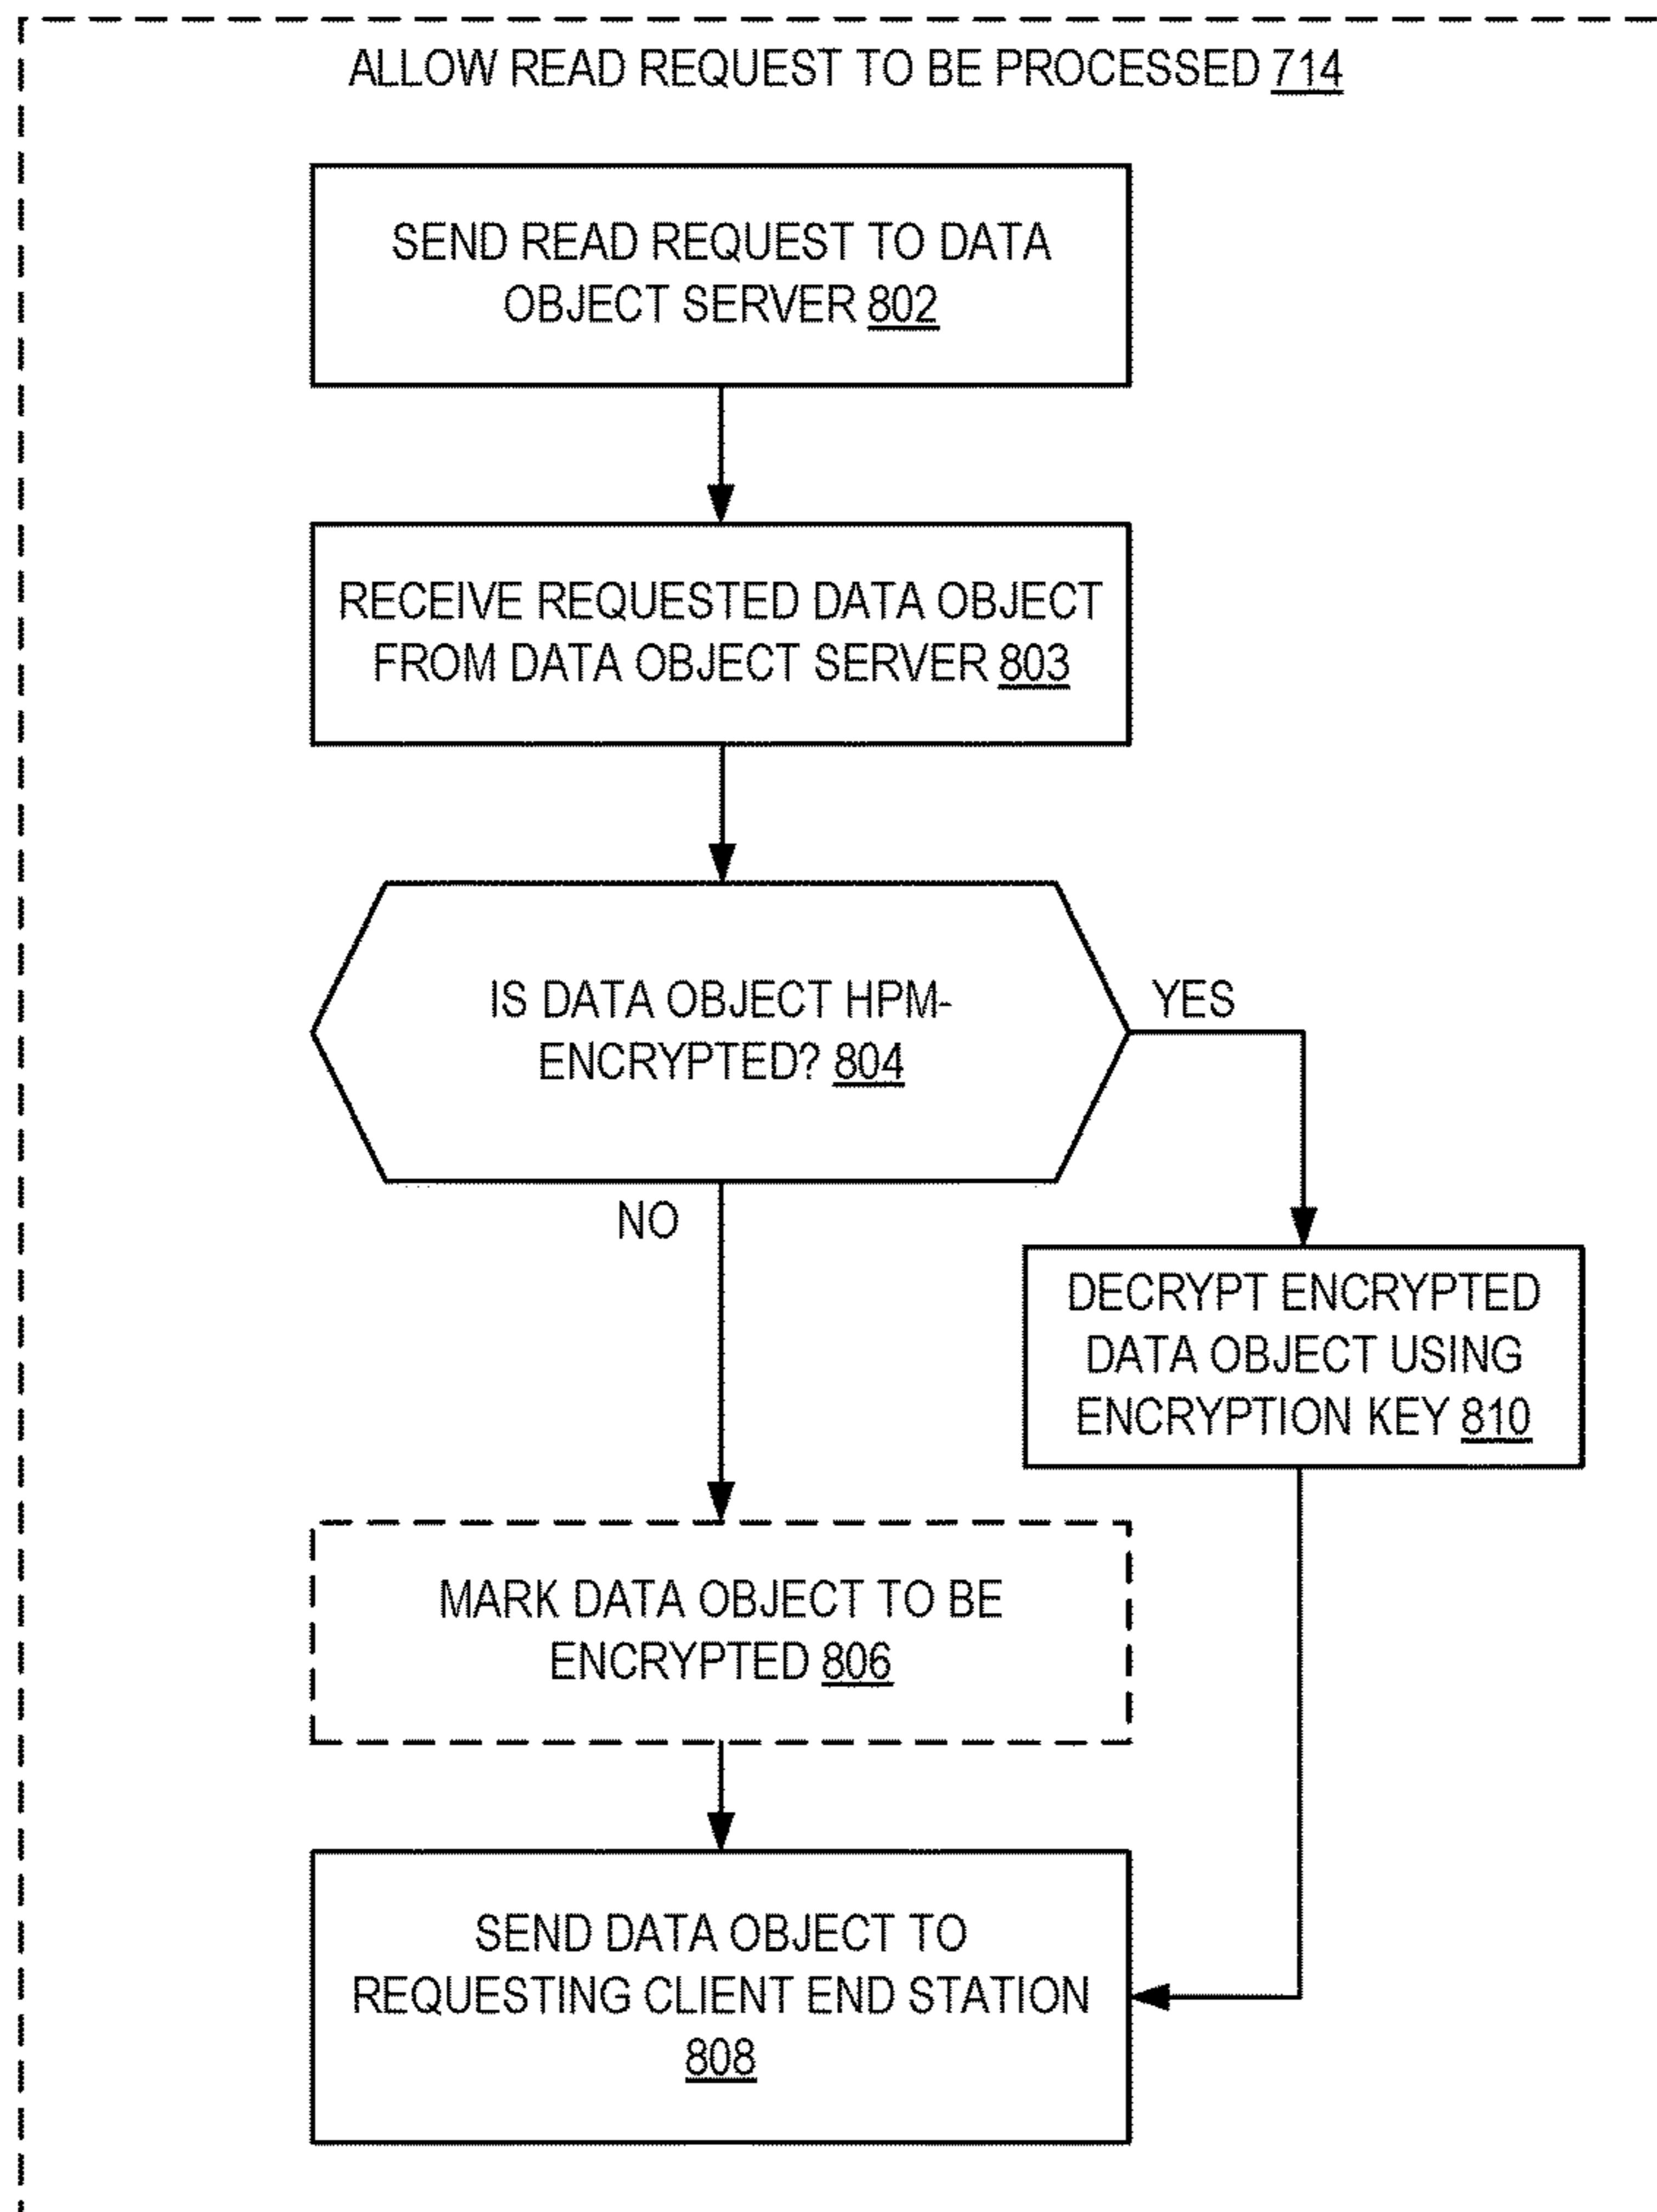 ALLOW READ REQUEST TO BE PROCESSED 714
SEND READ REQUEST TO DATA
OBJECT SERVER 802
RECEIVE REQUESTED DATA OBJECT
FROM DATA OBJECT SERVER 803
IS DATA OBJECT HPM-
ENCRYPTED? 804
YES
NO
DECRYPT ENCRYPTED
DATA OBJECT USING
ENCRYPTION KEY 810
MARK DATA OBJECT TO BE
ENCRYPTED 806
SEND DATA OBJECT TO
REQUESTING CLIENT END STATION
808